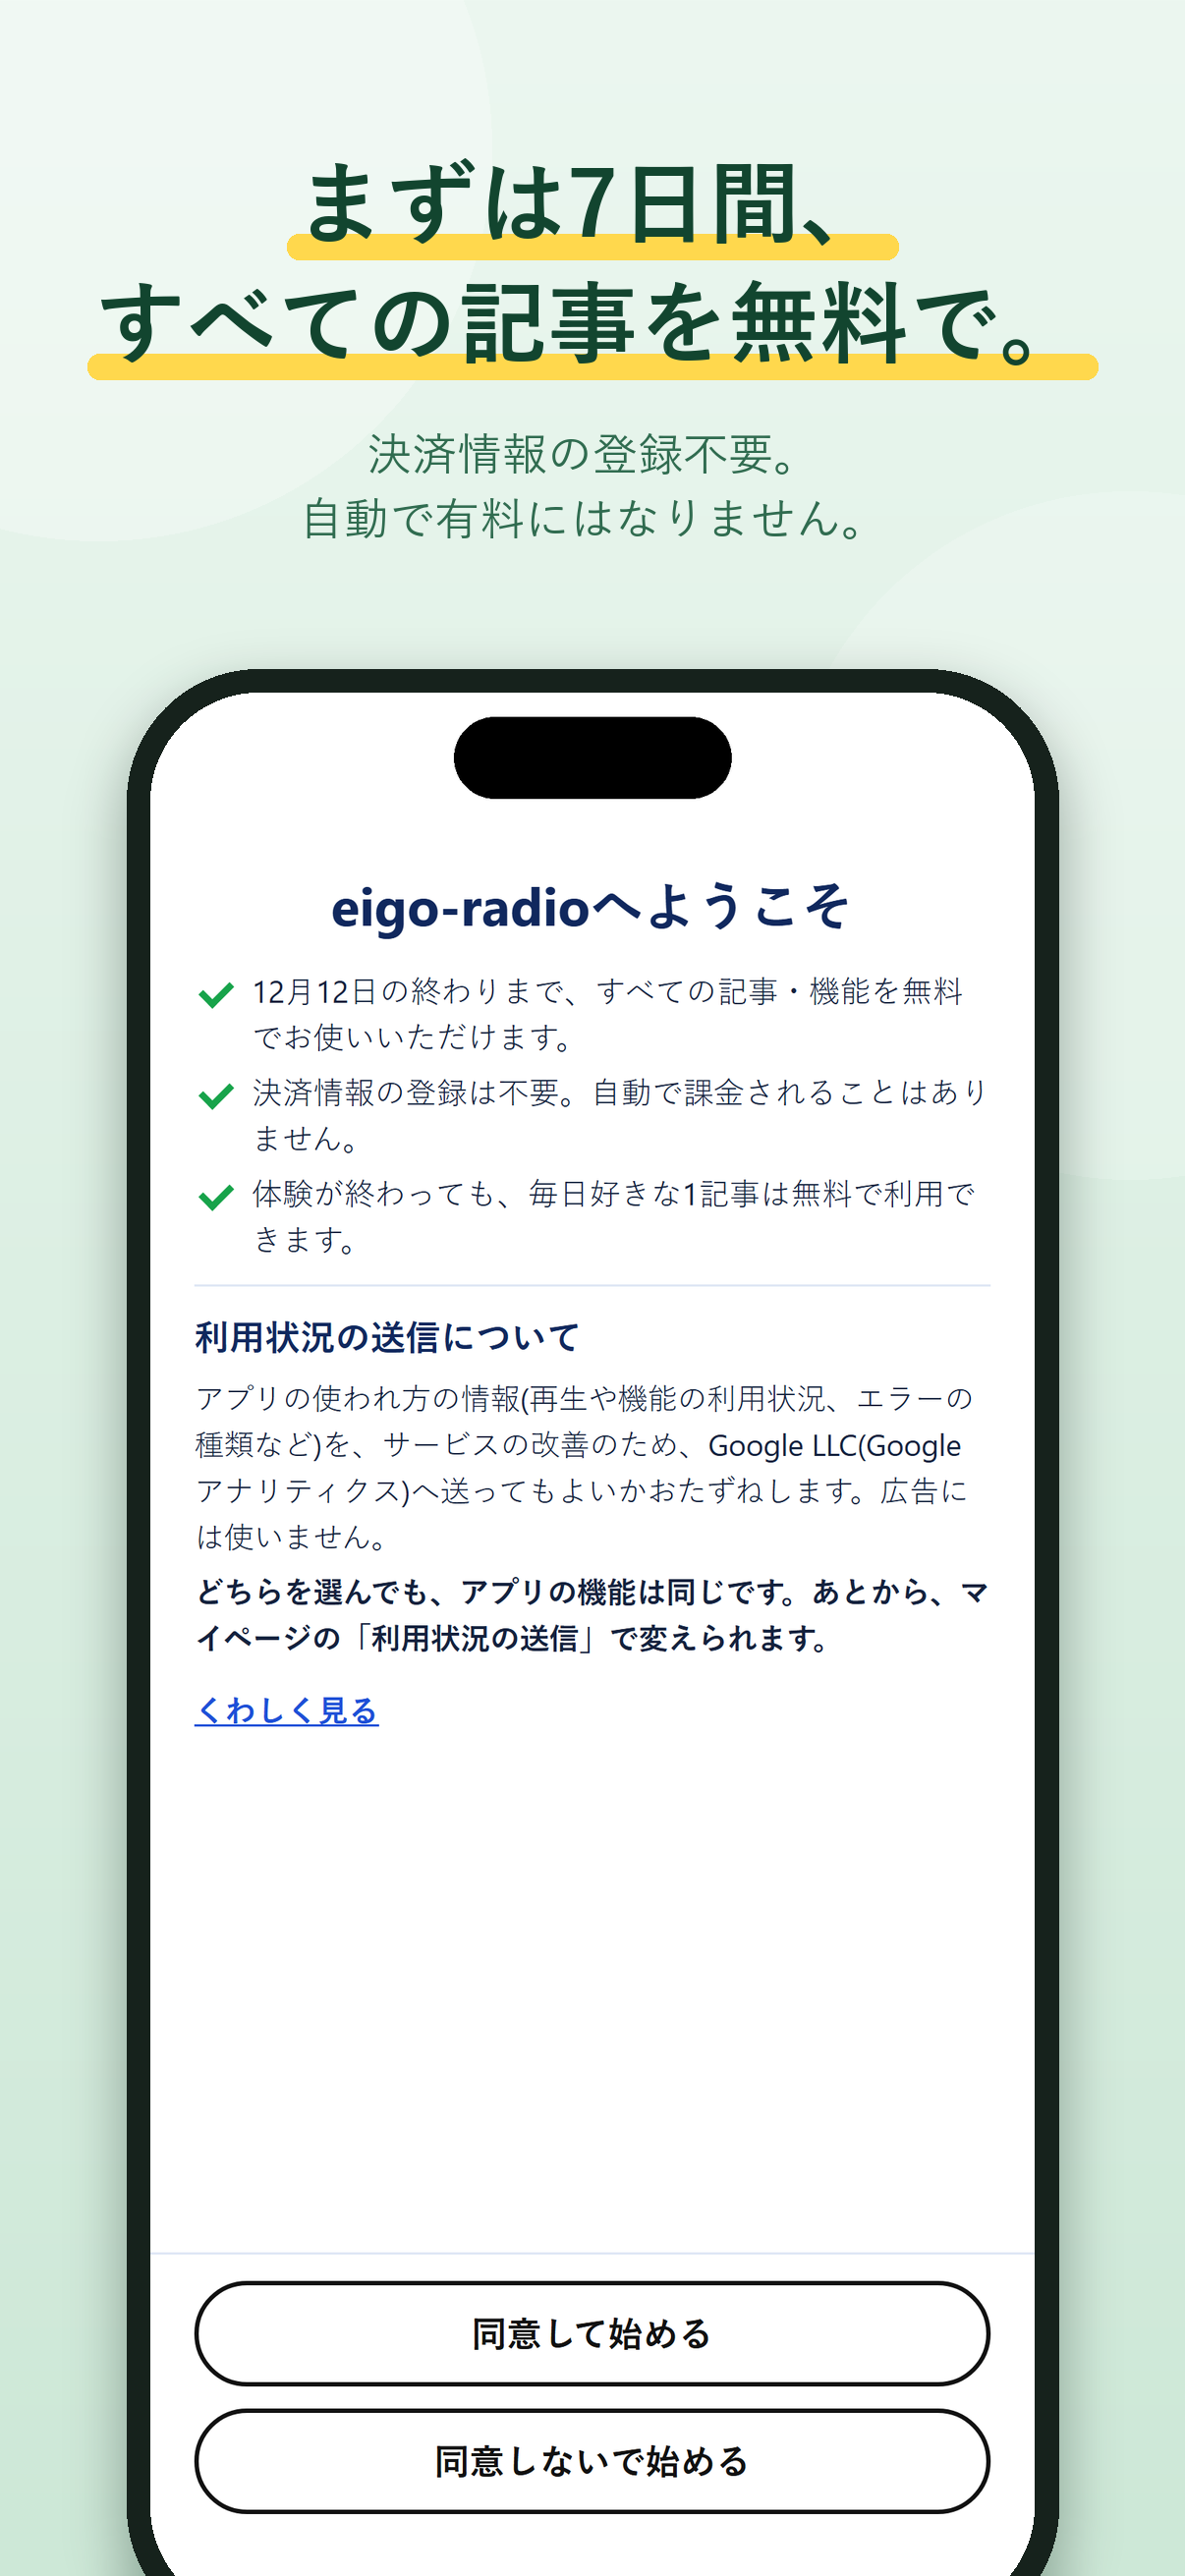 まずは7日間、
すべての記事を無料で。
決済情報の登録不要。
自動で有料にはなりません。
eigo-radioへようこそ
12月12日の終わりまで、すべての記事・機能を無料
でお使いいただけます。
決済情報の登録は不要。自動で課金されることはあり
ません。
体験が終わっても、毎日好きな1記事は無料で利用で
きます。
利用状況の送信について
アプリの使われ方の情報(再生や機能の利用状況、エラーの
種類など)を、サービスの改善のため、Google LLC(Google
アナリティクス)へ送ってもよいかおたずねします。広告に
は使いません。
どちらを選んでも、アプリの機能は同じです。あとから、マ
イページの「利用状況の送信」で変えられます。
くわしく見る
同意して始める
同意しないで始める